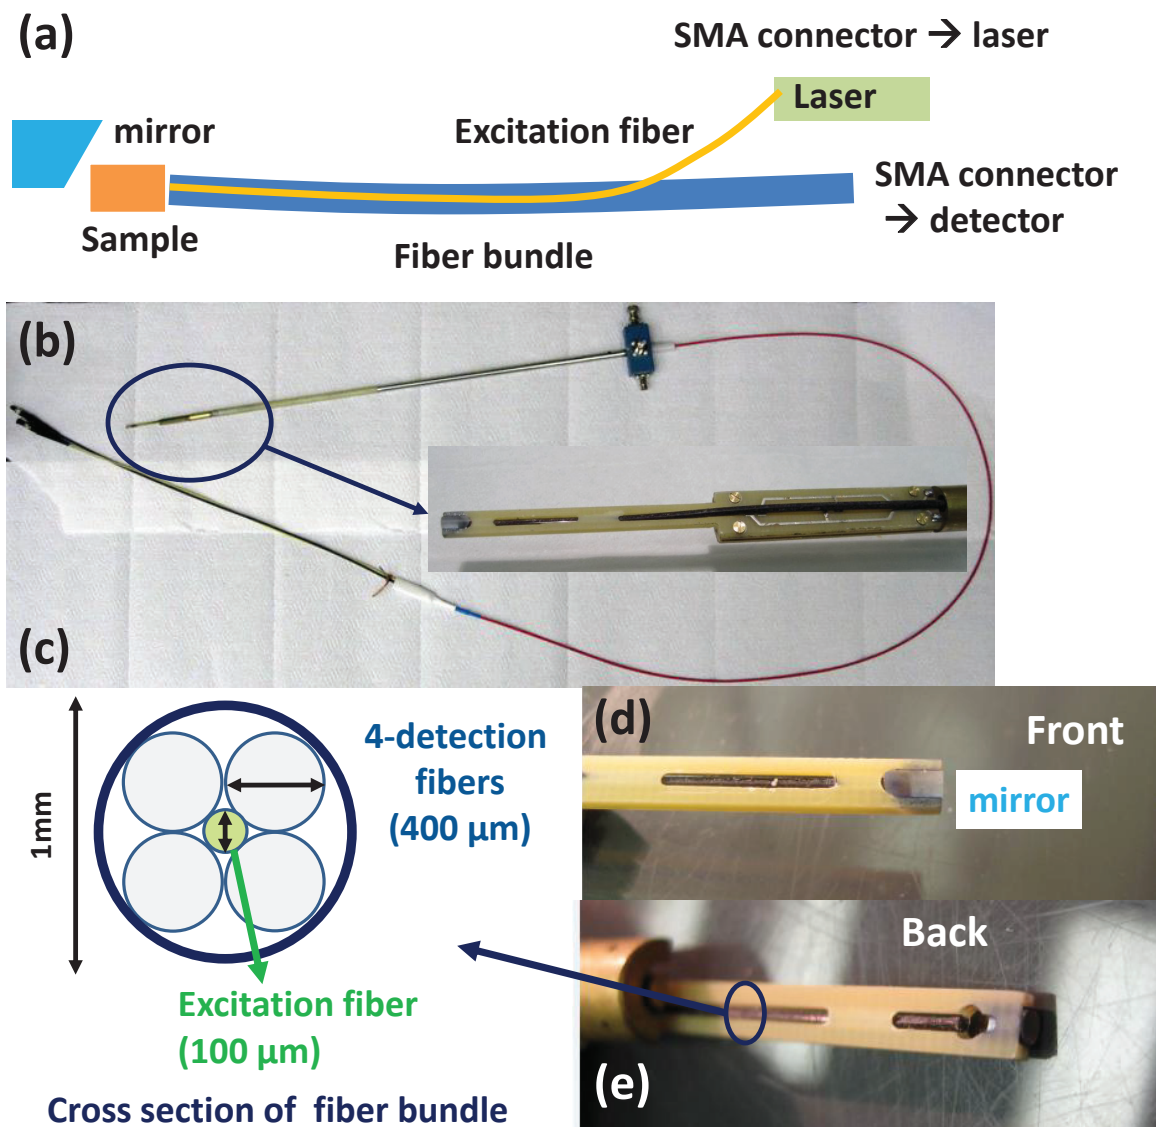 (a)
SMA connector → laser
Laser
mirror
Excitation fiber
SMA connector
→ detector
Sample
Fiber bundle
(b)
(c)
1mm
4-detection
fibers
(400 µm)
Excitation fiber
(100 µm)
Cross section of fiber bundle
(d)
Front
mirror
Back
(e)